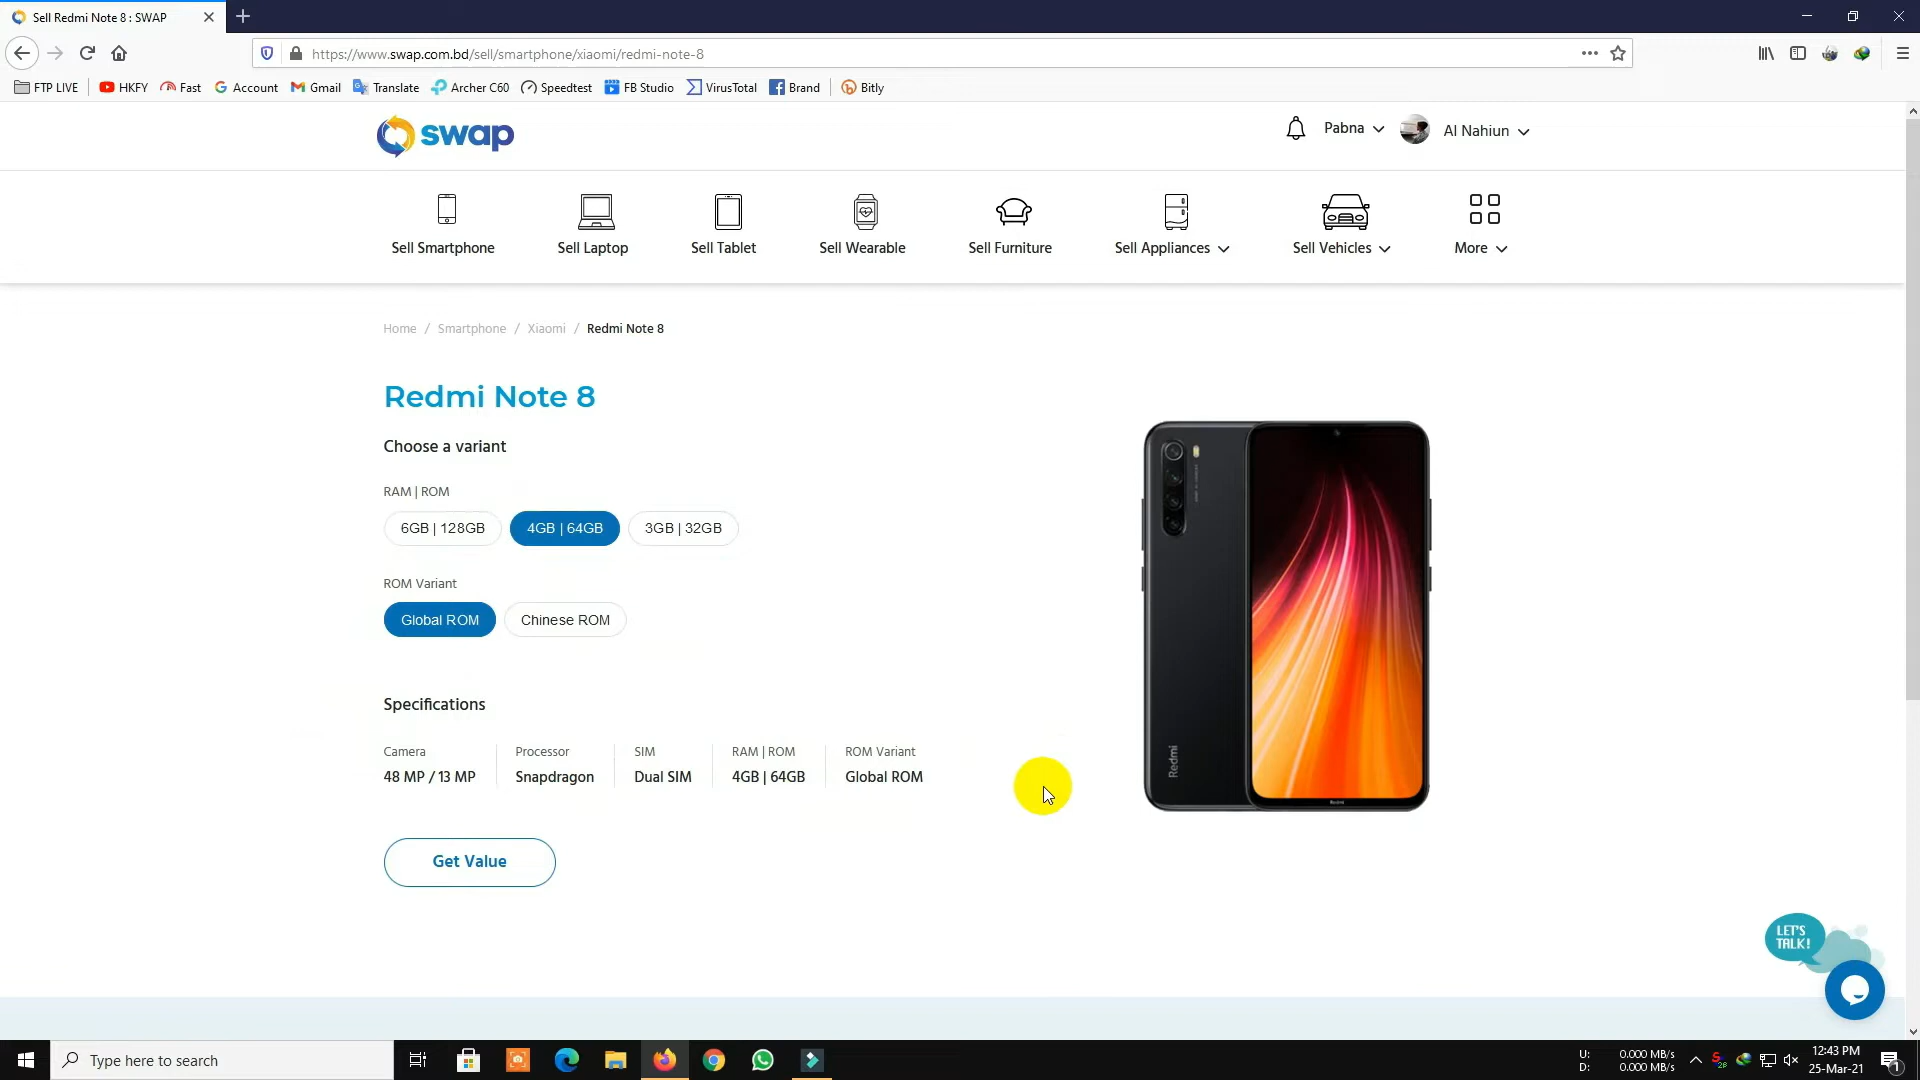 Sell Redmi Note 8 : SWAP
https://www.swap.com.bd/sell/smartphone/xiaomi/redmi-note-8
FTP LIVE HKFY Fast Account Gmail Translate Archer C60 Speedtest FB Studio VirusTotal Brand Bitly
swap Pabna Al Nahiun
Sell Smartphone Sell Laptop Sell Tablet Sell Wearable Sell Furniture Sell Appliances Sell Vehicles More
Home / Smartphone / Xiaomi / Redmi Note 8
Redmi Note 8
Choose a variant
RAM | ROM
6GB | 128GB 4GB | 64GB 3GB | 32GB
ROM Variant
Global ROM Chinese ROM
Redmi
Redmi
Specifications
Camera Processor SIM RAM | ROM ROM Variant
48 MP / 13 MP Snapdragon Dual SIM 4GB | 64GB Global ROM
Get Value
LET'S
TALK!
Type here to search
U: 0.000 MB/s
D: 0.000 MB/s
28
12:43 PM
25-Mar-21
1